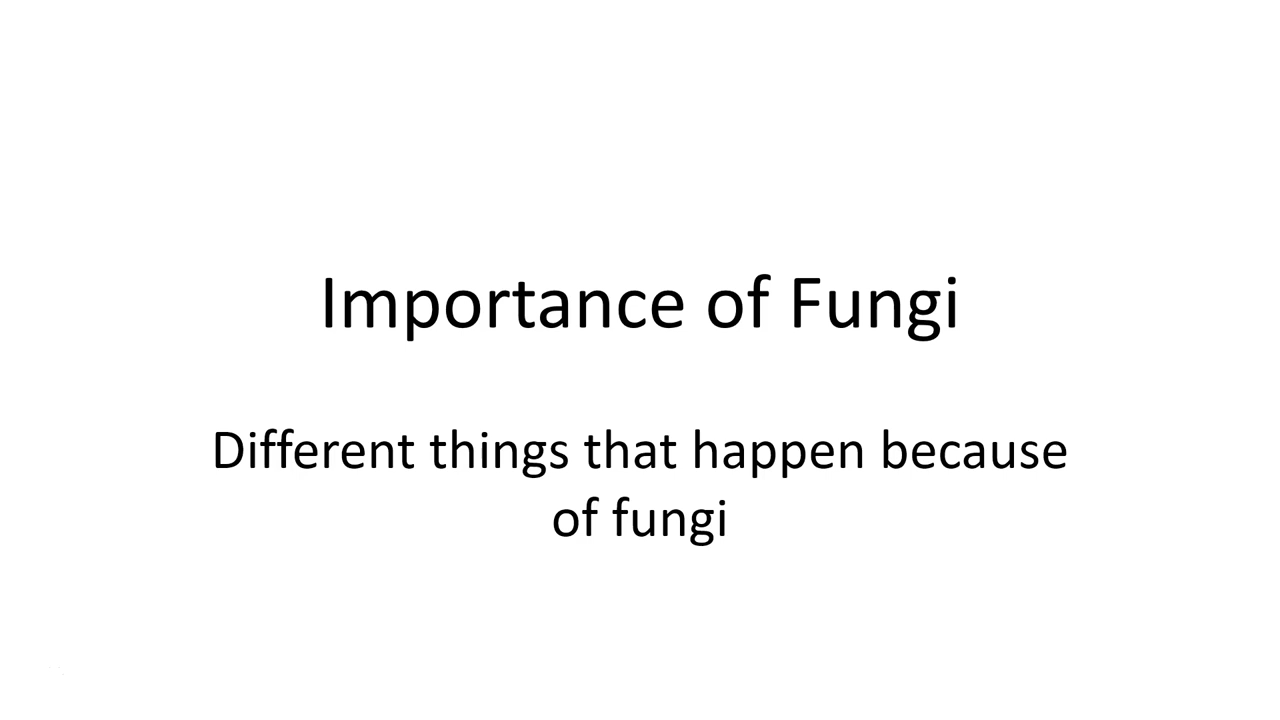 Importance of Fungi
Different things that happen because
of fungi